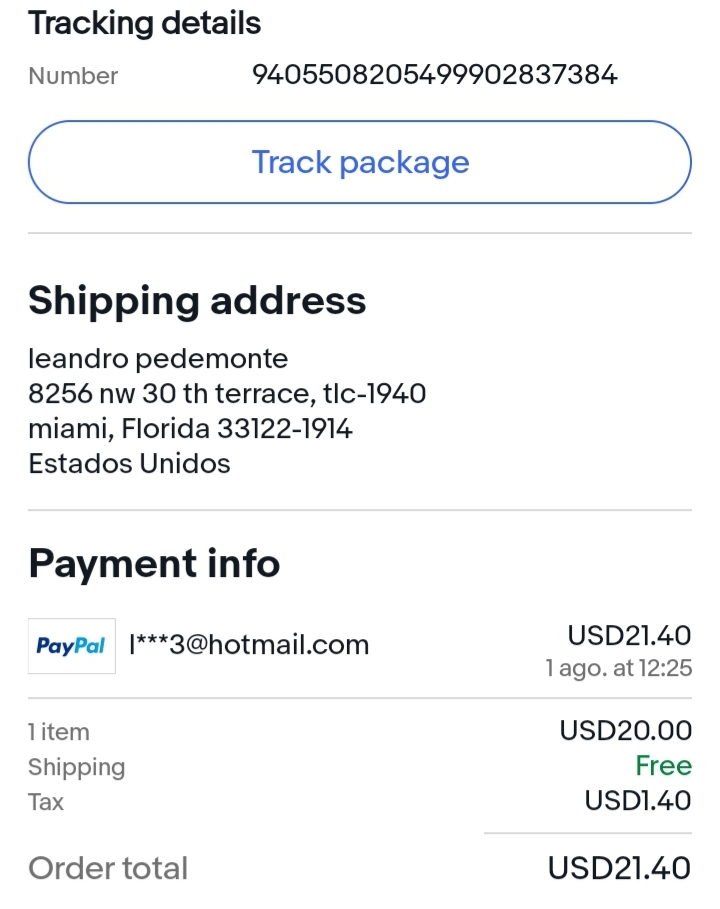 Tracking details
Number 9405508205499902837384
Track package
Shipping address
leandro pedemonte
8256 nw 30 th terrace, tlc-1940
miami, Florida 33122-1914
Estados Unidos
Payment info
PayPal l***3@hotmail.com USD21.40
1 ago. at 12:25
1 item USD20.00
Shipping Free
Tax USD1.40
Order total USD21.40